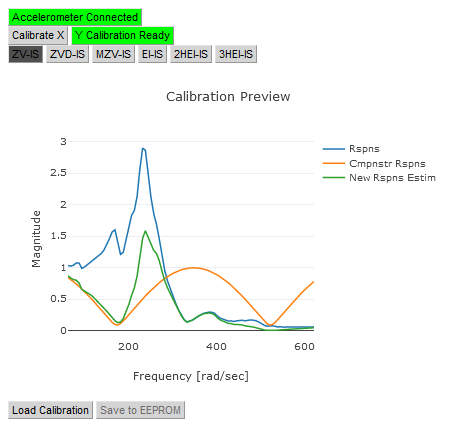 Accelerometer Connected
Calibrate X Y Calibration Ready
ZV-IS ZVD-IS MZV-IS EI-IS 2HEI-IS 3HEI-IS
Calibration Preview
3
2.5
2
1.5
1
0.5
0
Magnitude
200 400 600
Frequency [rad/sec]
Rspns
Cmpnstr Rspns
New Rspns Estim
Load Calibration Save to EEPROM